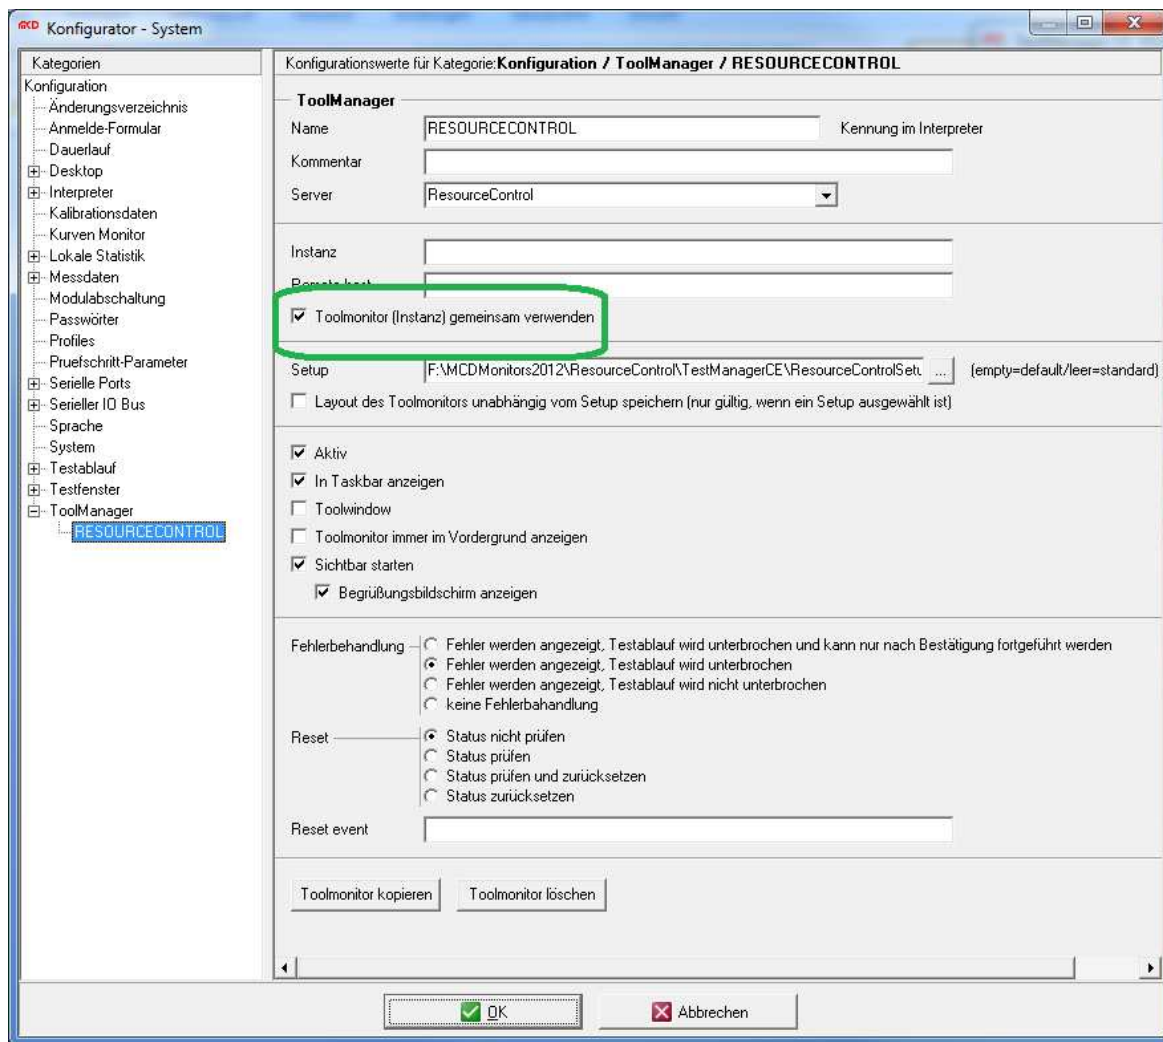 MCD Konfigurator - System
Kategorien
Konfiguration
Änderungsverzeichnis
Anmelde-Formular
Dauerlauf
Desktop
Interpreter
Kalibrationsdaten
Kurven Monitor
Lokale Statistik
Messdaten
Modulabschaltung
Passwörter
Profiles
Pruefschritt-Parameter
Serielle Ports
Serieller IO Bus
Sprache
System
Testablauf
Testfenster
ToolManager
RESOURCECONTROL
Konfigurationswerte für Kategorie:Konfiguration / ToolManager / RESOURCECONTROL
ToolManager
Name RESOURCECONTROL Kennung im Interpreter
Kommentar
Server ResourceControl
Instanz
Remote host
Toolmonitor (Instanz) gemeinsam verwenden
Setup F:\MCDMonitors2012\ResourceControl\TestManagerCE\ResourceControlSetu ... (empty=default/leer=standard)
Layout des Toolmonitors unabhängig vom Setup speichern (nur gültig, wenn ein Setup ausgewählt ist)
Aktiv
In Taskbar anzeigen
Toolwindow
Toolmonitor immer im Vordergrund anzeigen
Sichtbar starten
Begrüßungsbildschirm anzeigen
Fehlerbehandlung Fehler werden angezeigt, Testablauf wird unterbrochen und kann nur nach Bestätigung fortgeführt werden
Fehler werden angezeigt, Testablauf wird unterbrochen
Fehler werden angezeigt, Testablauf wird nicht unterbrochen
keine Fehlerbahandlung
Reset Status nicht prüfen
Status prüfen
Status prüfen und zurücksetzen
Status zurücksetzen
Reset event
Toolmonitor kopieren Toolmonitor löschen
OK Abbrechen